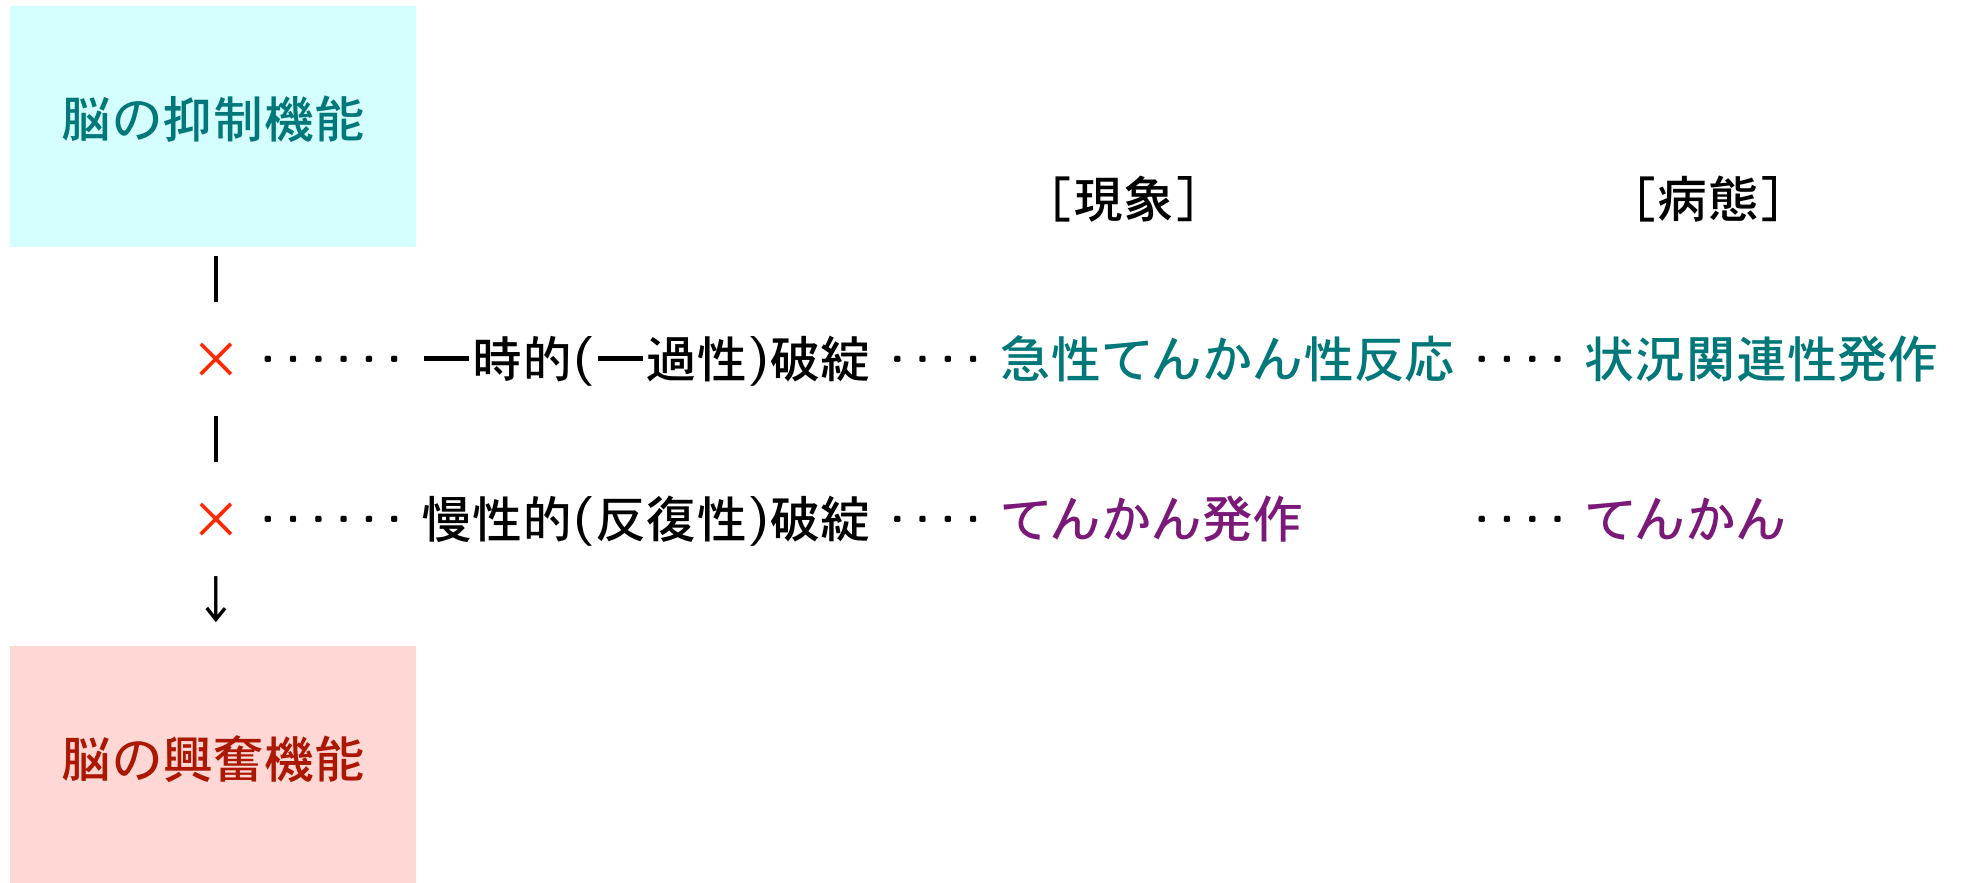 脳の抑制機能
[現象] [病態]
× ‥‥‥ 一時的(一過性)破綻 ‥‥ 急性てんかん性反応 ‥‥ 状況関連性発作
× ‥‥‥ 慢性的(反復性)破綻 ‥‥ てんかん発作 ‥‥ てんかん
脳の興奮機能